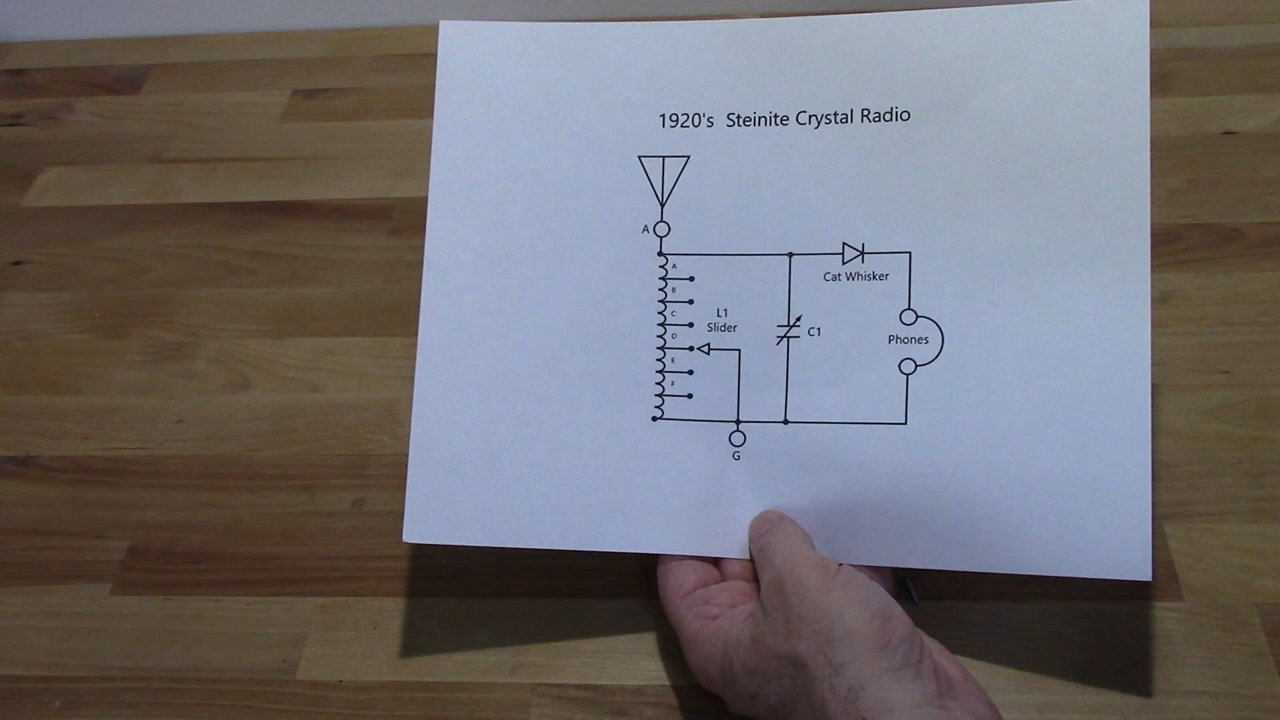 1920's Steinite Crystal Radio
A
A
B
C
D
E
F
L1
Slider
C1
Cat Whisker
Phones
G